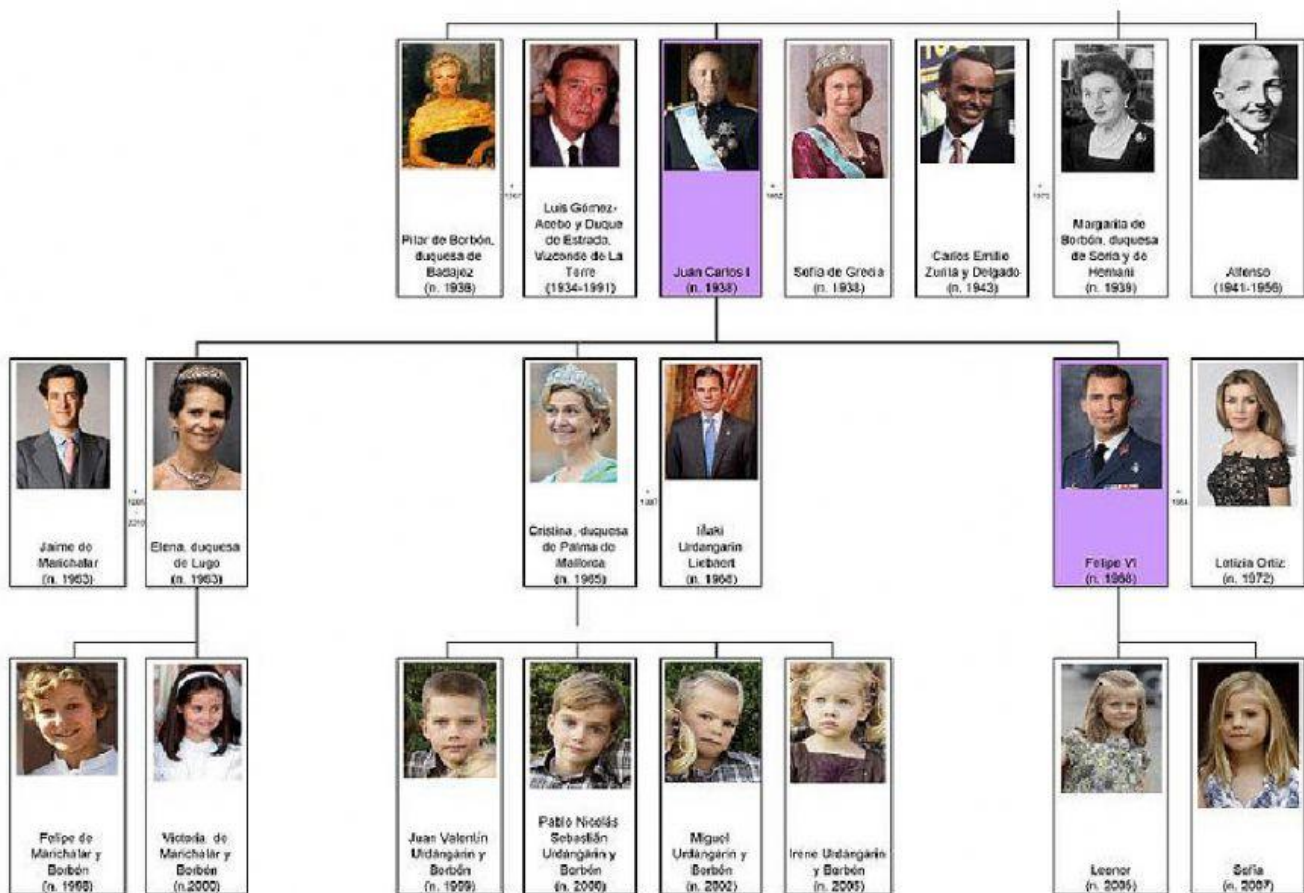 Pilar de Borbón,
duquesa de
Badajoz
(n. 1936)
Luis Gómez-
Acebo y Duque
de Estrada,
Vizconde de La
Torre
(1934-1991)
Juan Carlos I
(n. 1938)
Sofía de Grecia
(n. 1938)
Carlos Emilio
Zurita y Delgado
(n. 1943)
Margarita de
Borbón, duquesa
de Soria y de
Hernani
(n. 1939)
Alfonso
(1941-1956)
Jaime de
Marichalar
(n. 1963)
Elena, duquesa
de Lugo
(n. 1963)
Cristina, duquesa
de Palma de
Mallorca
(n. 1965)
Iñaki
Urdangarín
Liebaert
(n. 1968)
Felipe VI
(n. 1968)
Letizia Ortiz
(n. 1972)
Felipe de
Marichalar y
Borbón
(n. 1998)
Victoria de
Marichalar y
Borbón
(n.2000)
Juan Valentín
Urdangarín y
Borbón
(n. 1999)
Pablo Nicolás
Sebastián
Urdangarín y
Borbón
(n. 2000)
Miguel
Urdangarín y
Borbón
(n. 2002)
Irene Urdangarín
y Borbón
(n. 2005)
Leonor
(n. 2005)
Sofía
(n. 2007)